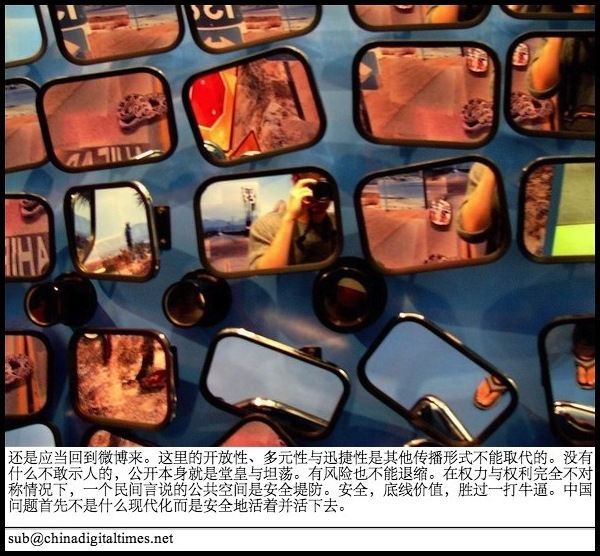 还是应当回到微博来。这里的开放性、多元性与迅捷性是其他传播形式不能取代的。没有
什么不敢示人的，公开本身就是堂皇与坦荡。有风险也不能退缩。在权力与权利完全不对
称情况下，一个民间言说的公共空间是安全堤防。安全，底线价值，胜过一打牛逼。中国
问题首先不是什么现代化而是安全地活着并活下去。
sub@chinadigitaltimes.net